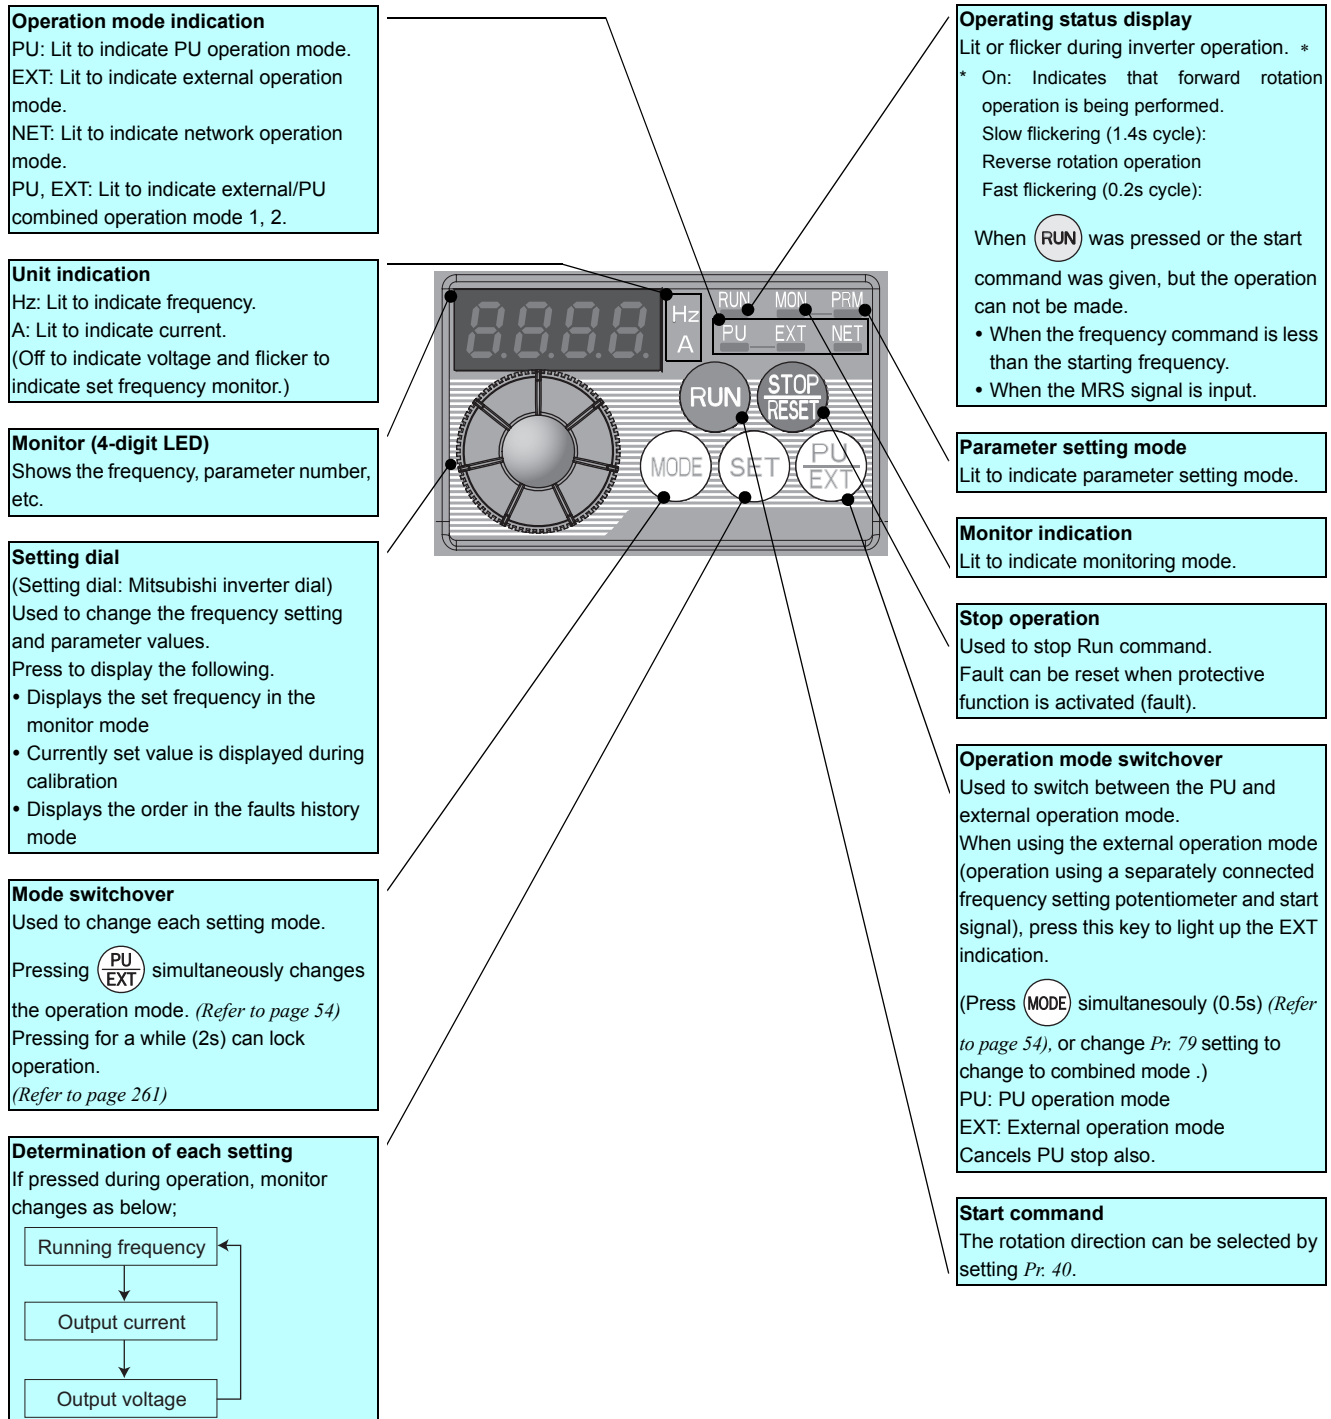 Operation mode indication
PU: Lit to indicate PU operation mode.
EXT: Lit to indicate external operation
mode.
NET: Lit to indicate network operation
mode.
PU, EXT: Lit to indicate external/PU
combined operation mode 1, 2.
Unit indication
Hz: Lit to indicate frequency.
A: Lit to indicate current.
(Off to indicate voltage and flicker to
indicate set frequency monitor.)
Monitor (4-digit LED)
Shows the frequency, parameter number,
etc.
Setting dial
(Setting dial: Mitsubishi inverter dial)
Used to change the frequency setting
and parameter values.
Press to display the following.
• Displays the set frequency in the
monitor mode
• Currently set value is displayed during
calibration
• Displays the order in the faults history
mode
Mode switchover
Used to change each setting mode.
Pressing PU/EXT simultaneously changes
the operation mode. (Refer to page 54)
Pressing for a while (2s) can lock
operation.
(Refer to page 261)
Determination of each setting
If pressed during operation, monitor
changes as below;
Running frequency
Output current
Output voltage
8.8.8.8.
Hz
A
RUN MON PRM
PU EXT NET
RUN
STOP
RESET
MODE
SET
PU
EXT
Operating status display
Lit or flicker during inverter operation. *
* On: Indicates that forward rotation
operation is being performed.
Slow flickering (1.4s cycle):
Reverse rotation operation
Fast flickering (0.2s cycle):
When RUN was pressed or the start
command was given, but the operation
can not be made.
• When the frequency command is less
than the starting frequency.
• When the MRS signal is input.
Parameter setting mode
Lit to indicate parameter setting mode.
Monitor indication
Lit to indicate monitoring mode.
Stop operation
Used to stop Run command.
Fault can be reset when protective
function is activated (fault).
Operation mode switchover
Used to switch between the PU and
external operation mode.
When using the external operation mode
(operation using a separately connected
frequency setting potentiometer and start
signal), press this key to light up the EXT
indication.
(Press MODE simultanesouly (0.5s) (Refer
to page 54), or change Pr. 79 setting to
change to combined mode .)
PU: PU operation mode
EXT: External operation mode
Cancels PU stop also.
Start command
The rotation direction can be selected by
setting Pr. 40.